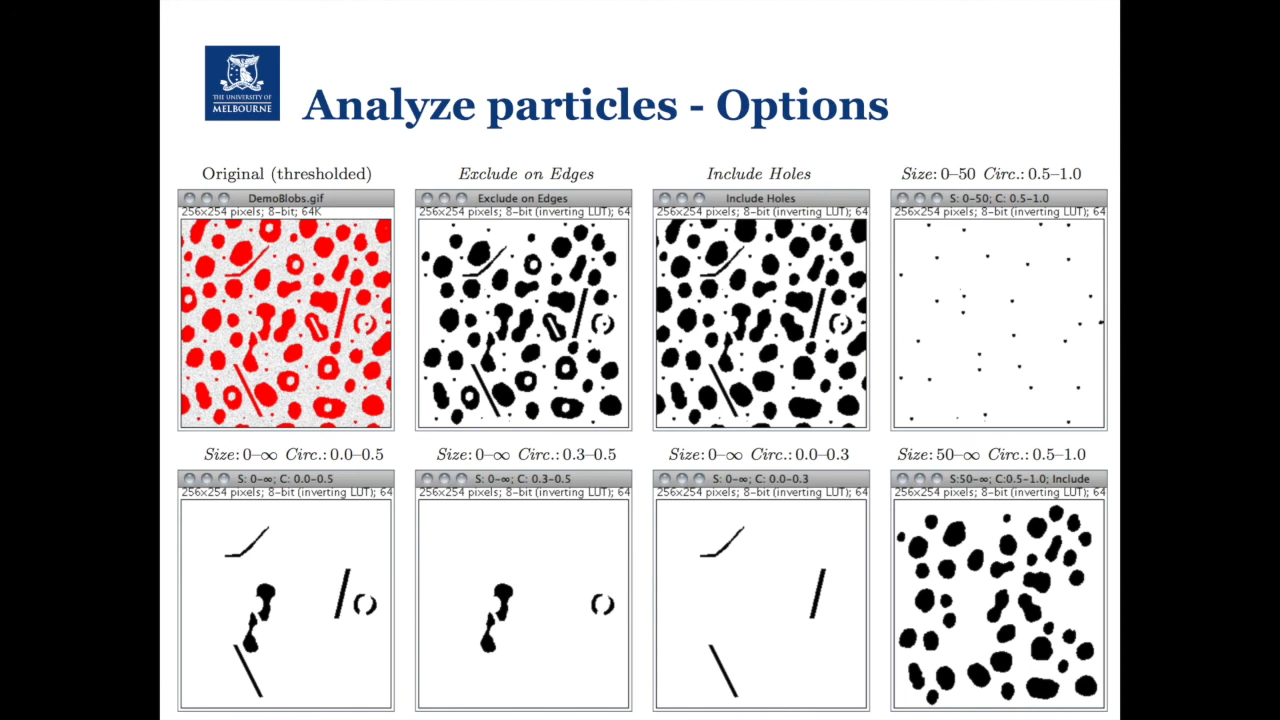 THE UNIVERSITY OF
MELBOURNE
Analyze particles - Options
Original (thresholded)
Exclude on Edges
Include Holes
Size: 0–50 Circ.: 0.5–1.0
DemoBlobs.gif
Exclude on Edges
Include Holes
S: 0-50; C: 0.5-1.0
256x254 pixels; 8-bit; 64K
256x254 pixels; 8-bit (inverting LUT); 64
256x254 pixels; 8-bit (inverting LUT); 64
256x254 pixels; 8-bit (inverting LUT); 64
Size: 0–∞ Circ.: 0.0–0.5
Size: 0–∞ Circ.: 0.3–0.5
Size: 0–∞ Circ.: 0.0–0.3
Size: 50–∞ Circ.: 0.5–1.0
S: 0-∞; C: 0.0-0.5
S: 0-∞; C: 0.3-0.5
S: 0-∞; C: 0.0-0.3
S:50-∞; C:0.5-1.0; Include
256x254 pixels; 8-bit (inverting LUT); 64
256x254 pixels; 8-bit (inverting LUT); 64
256x254 pixels; 8-bit (inverting LUT); 64
256x254 pixels; 8-bit (inverting LUT); 64